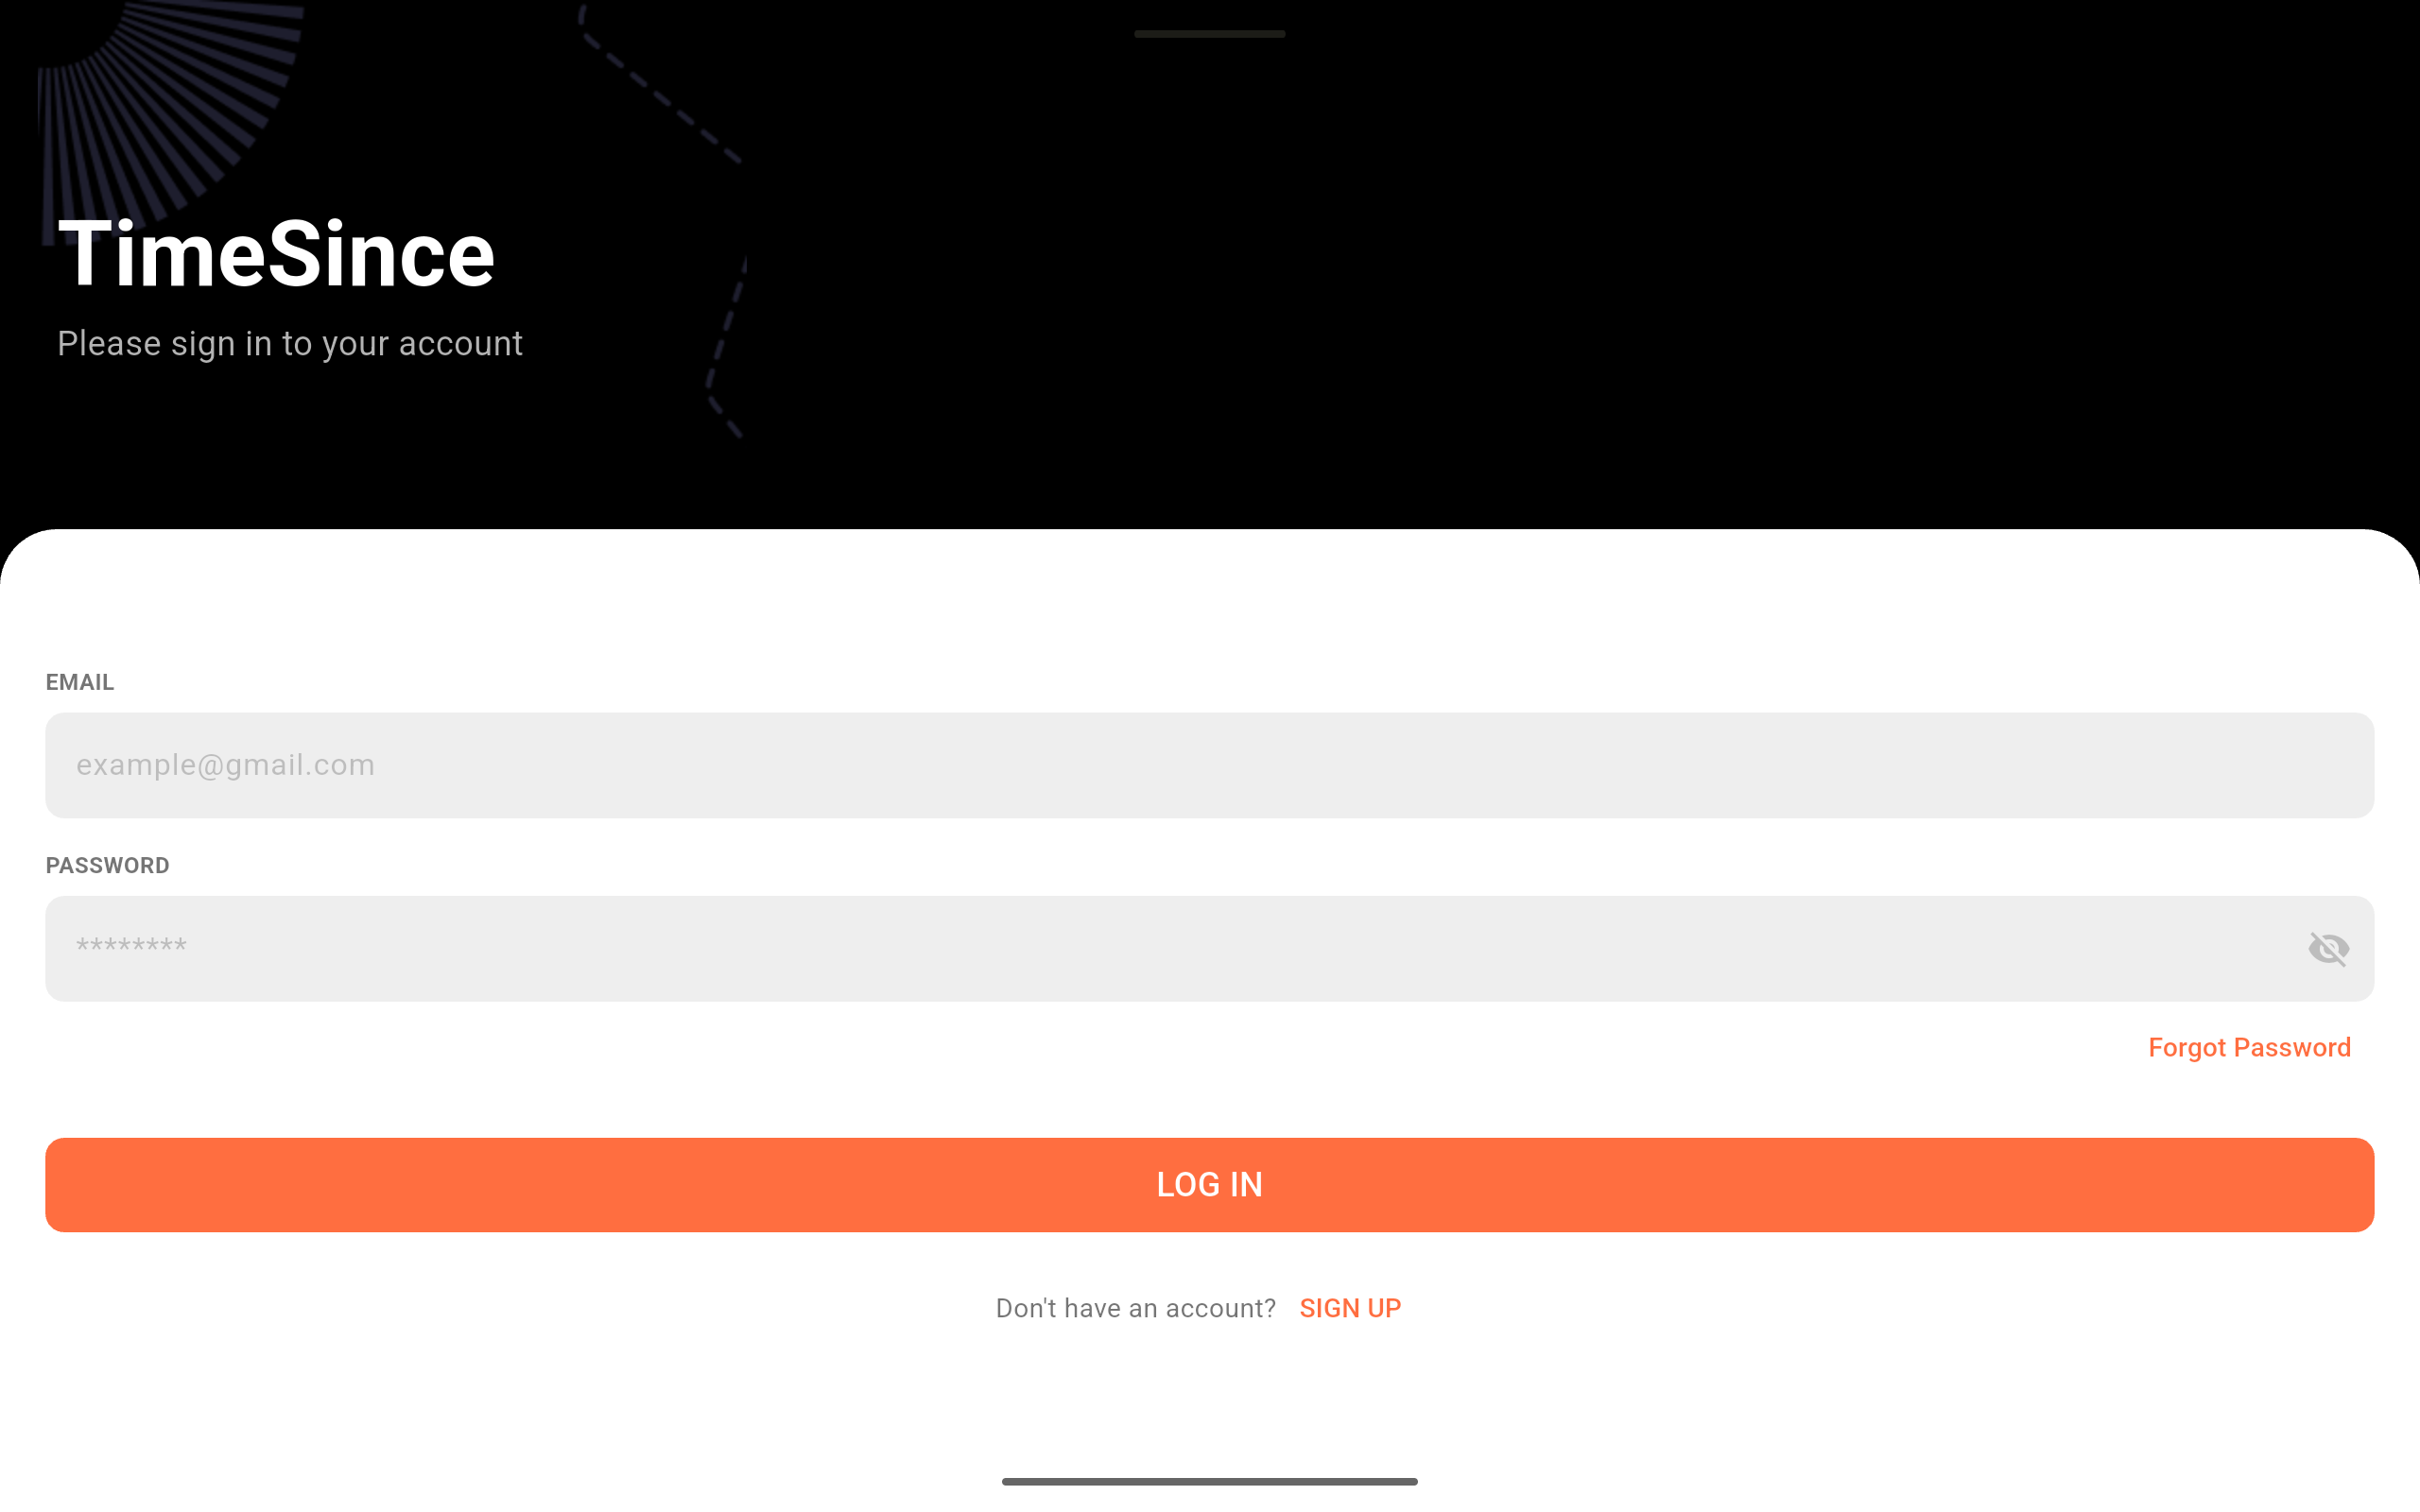 TimeSince
Please sign in to your account
EMAIL
example@gmail.com
PASSWORD
********
Forgot Password
LOG IN
Don't have an account? SIGN UP